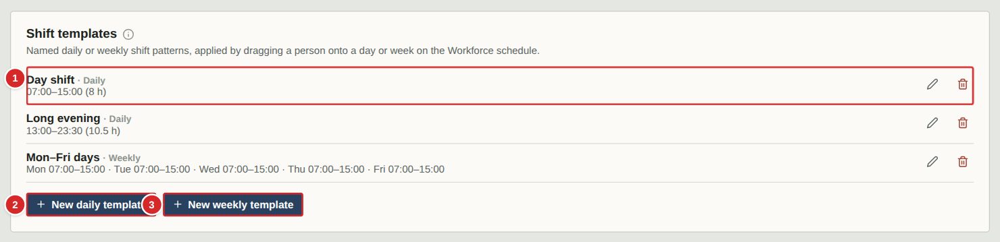 Shift templates
Named daily or weekly shift patterns, applied by dragging a person onto a day or week on the Workforce schedule.
1
Day shift · Daily
07:00–15:00 (8 h)
Long evening · Daily
13:00–23:30 (10.5 h)
Mon–Fri days · Weekly
Mon 07:00–15:00 · Tue 07:00–15:00 · Wed 07:00–15:00 · Thu 07:00–15:00 · Fri 07:00–15:00
2 + New daily templat 3 + New weekly template